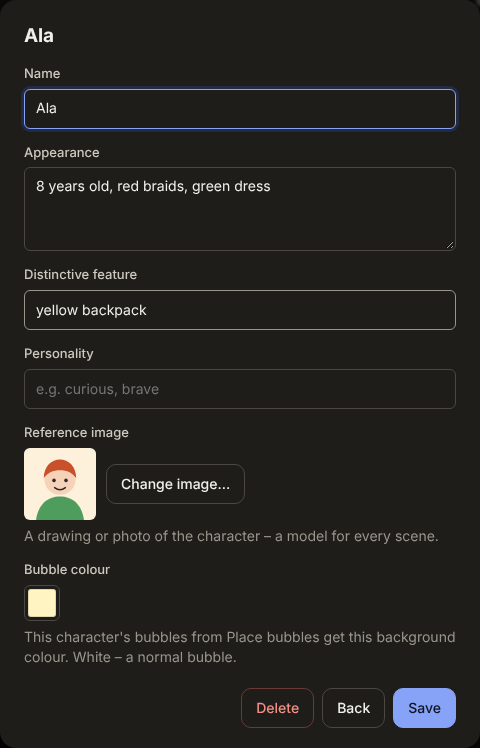 Ala
Name
Ala
Appearance
8 years old, red braids, green dress
Distinctive feature
yellow backpack
Personality
e.g. curious, brave
Reference image
Change image...
A drawing or photo of the character – a model for every scene.
Bubble colour
This character's bubbles from Place bubbles get this background
colour. White – a normal bubble.
Delete
Back
Save